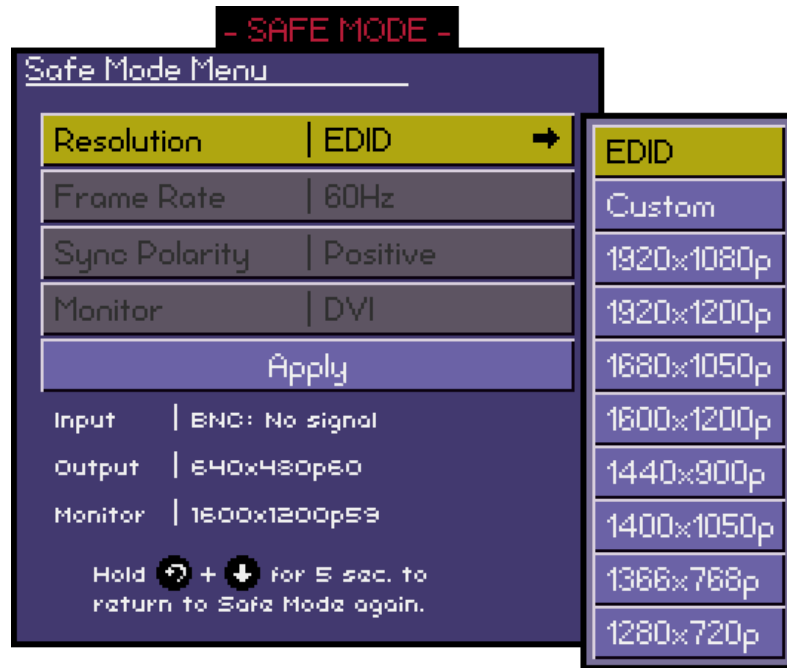 - SAFE MODE -
Safe Mode Menu
Resolution | EDID
Frame Rate | 60Hz
Sync Polarity | Positive
Monitor | DVI
Apply
Input | BNC: No signal
Output | 640x480p60
Monitor | 1600x1200p59
Hold + for 5 sec. to
return to Safe Mode again.
EDID
Custom
1920x1080p
1920x1200p
1680x1050p
1600x1200p
1440x900p
1400x1050p
1366x768p
1280x720p